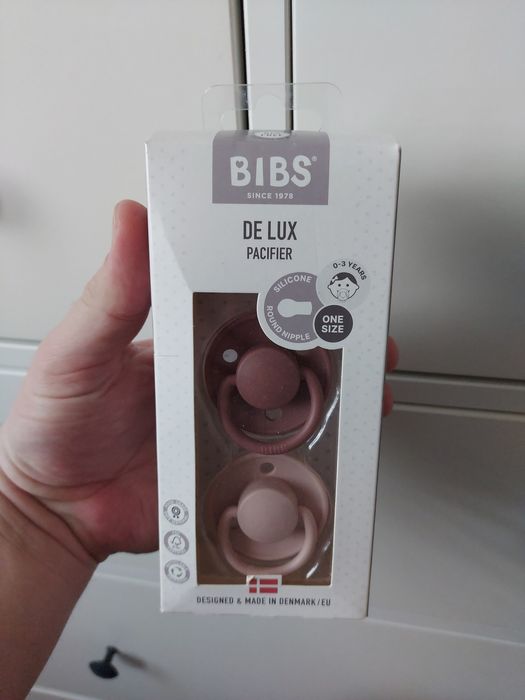 BIBS®
SINCE 1978
DE LUX
PACIFIER
0-3 YEARS
SILICONE
ROUND NIPPLE
ONE
SIZE
DESIGNED & MADE IN DENMARK/EU